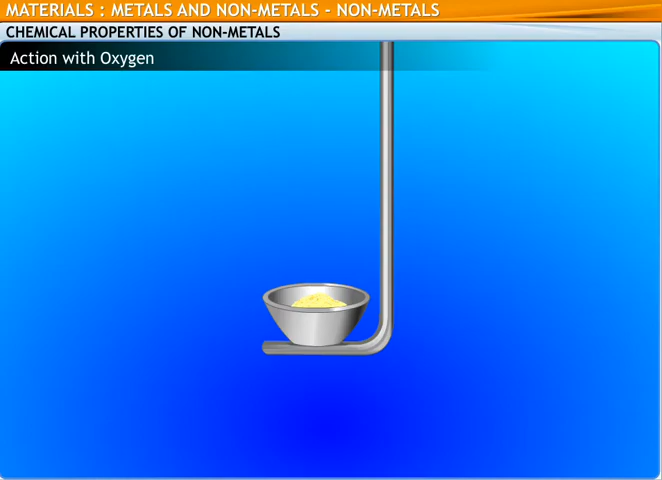 MATERIALS : METALS AND NON-METALS - NON-METALS
CHEMICAL PROPERTIES OF NON-METALS
Action with Oxygen